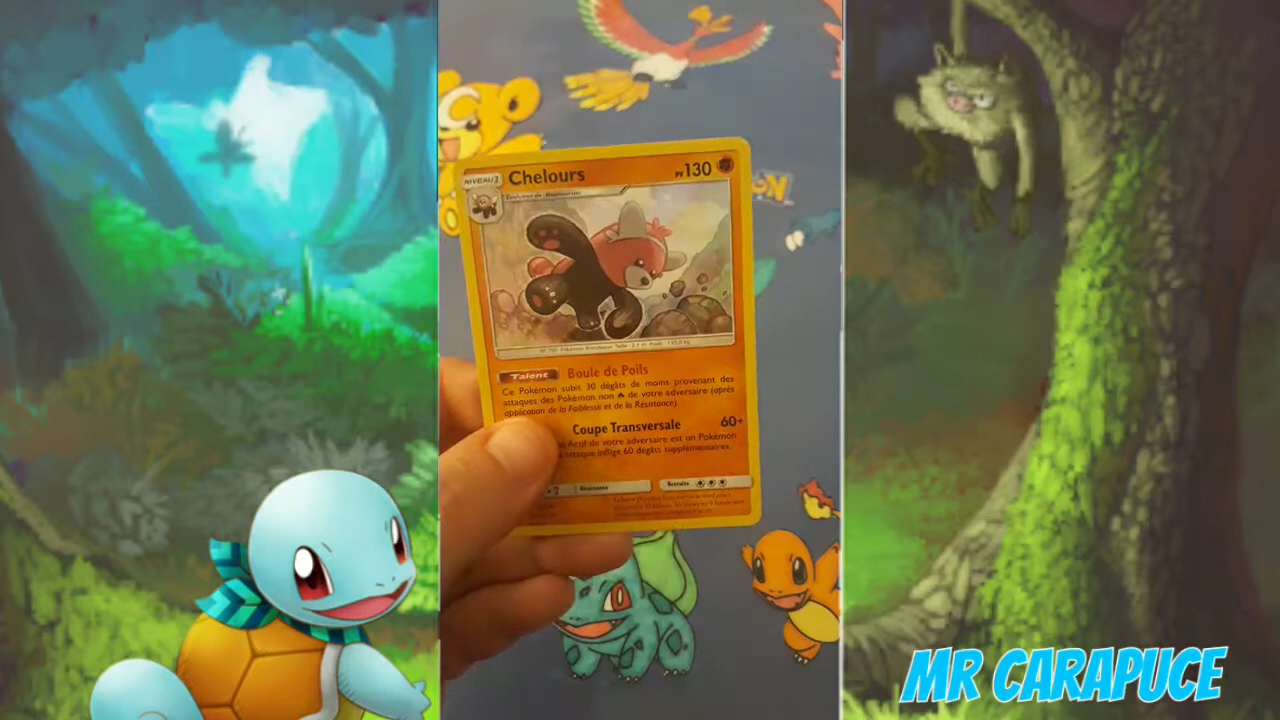 NIVEAU 1
Chelours
PV 130
Talent Boule de Poils
Ce Pokémon subit 30 dégâts de moins provenant des
attaques des Pokémon non de votre adversaire (après
application de la Faiblesse et de la Résistance).
Coupe Transversale 60+
Actif de votre adversaire est un Pokémon
attaque inflige 60 dégâts supplémentaires.
×2
Résistance
Retraite
MR CARAPUCE